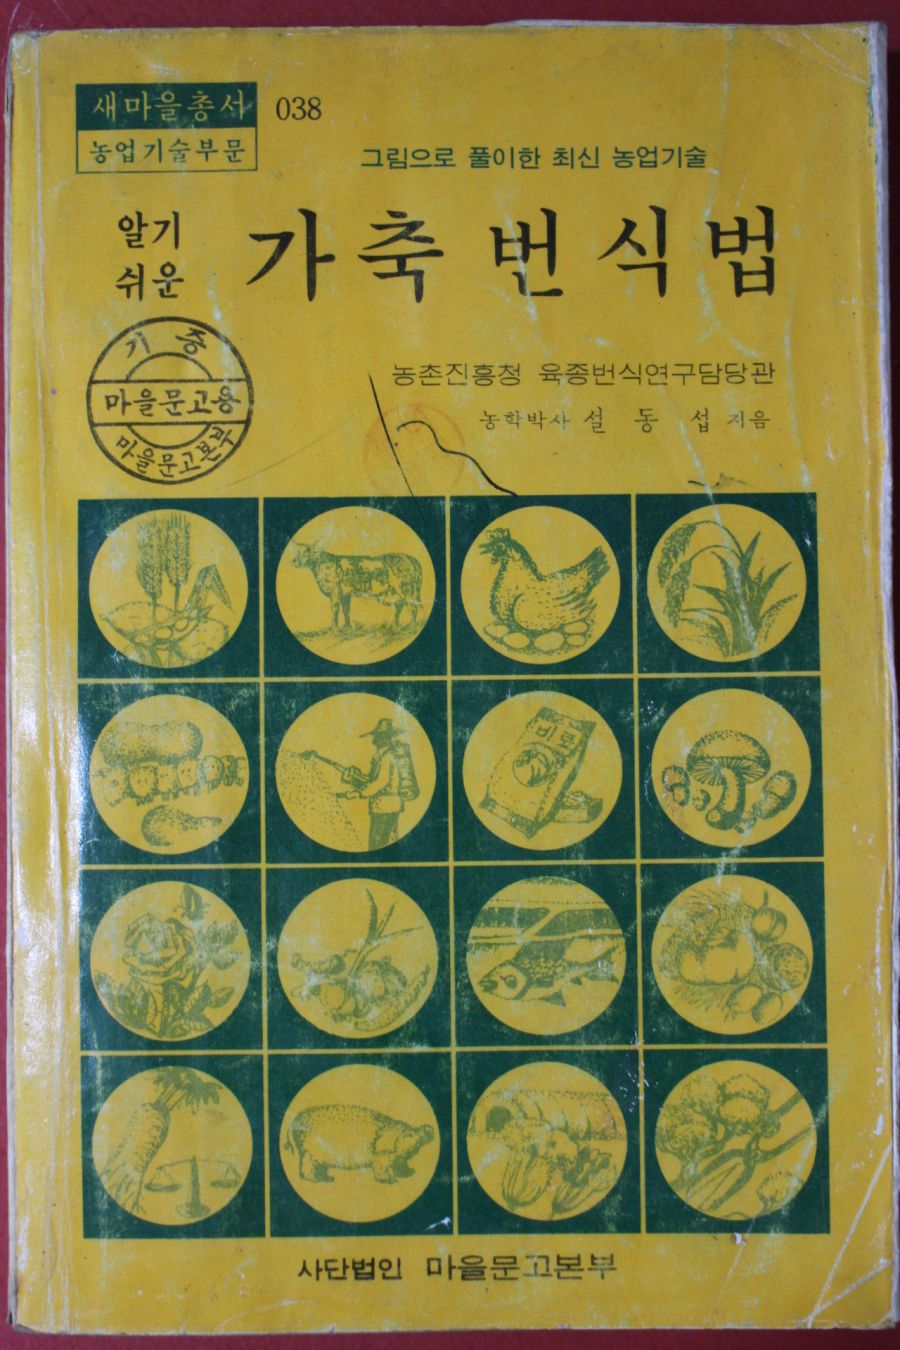 새마을총서 038
농업기술부문
그림으로 풀이한 최신 농업기술
알기
쉬운
가축 번식법
기증
마을문고용
마을문고본부
농촌진흥청 육종번식연구담당관
농학박사 설동섭 지음
비료
사단법인 마을문고본부